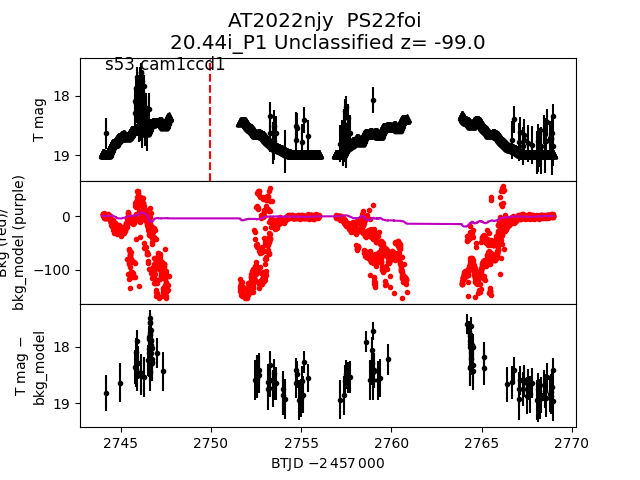 AT2022njy  PS22foi
20.44i_P1 Unclassified z= -99.0
s53 cam1ccd1
T mag
18
19
Bkg (red)/
bkg_model (purple)
0
−100
T mag −
bkg_model
18
19
2745 2750 2755 2760 2765 2770
BTJD −2 457 000